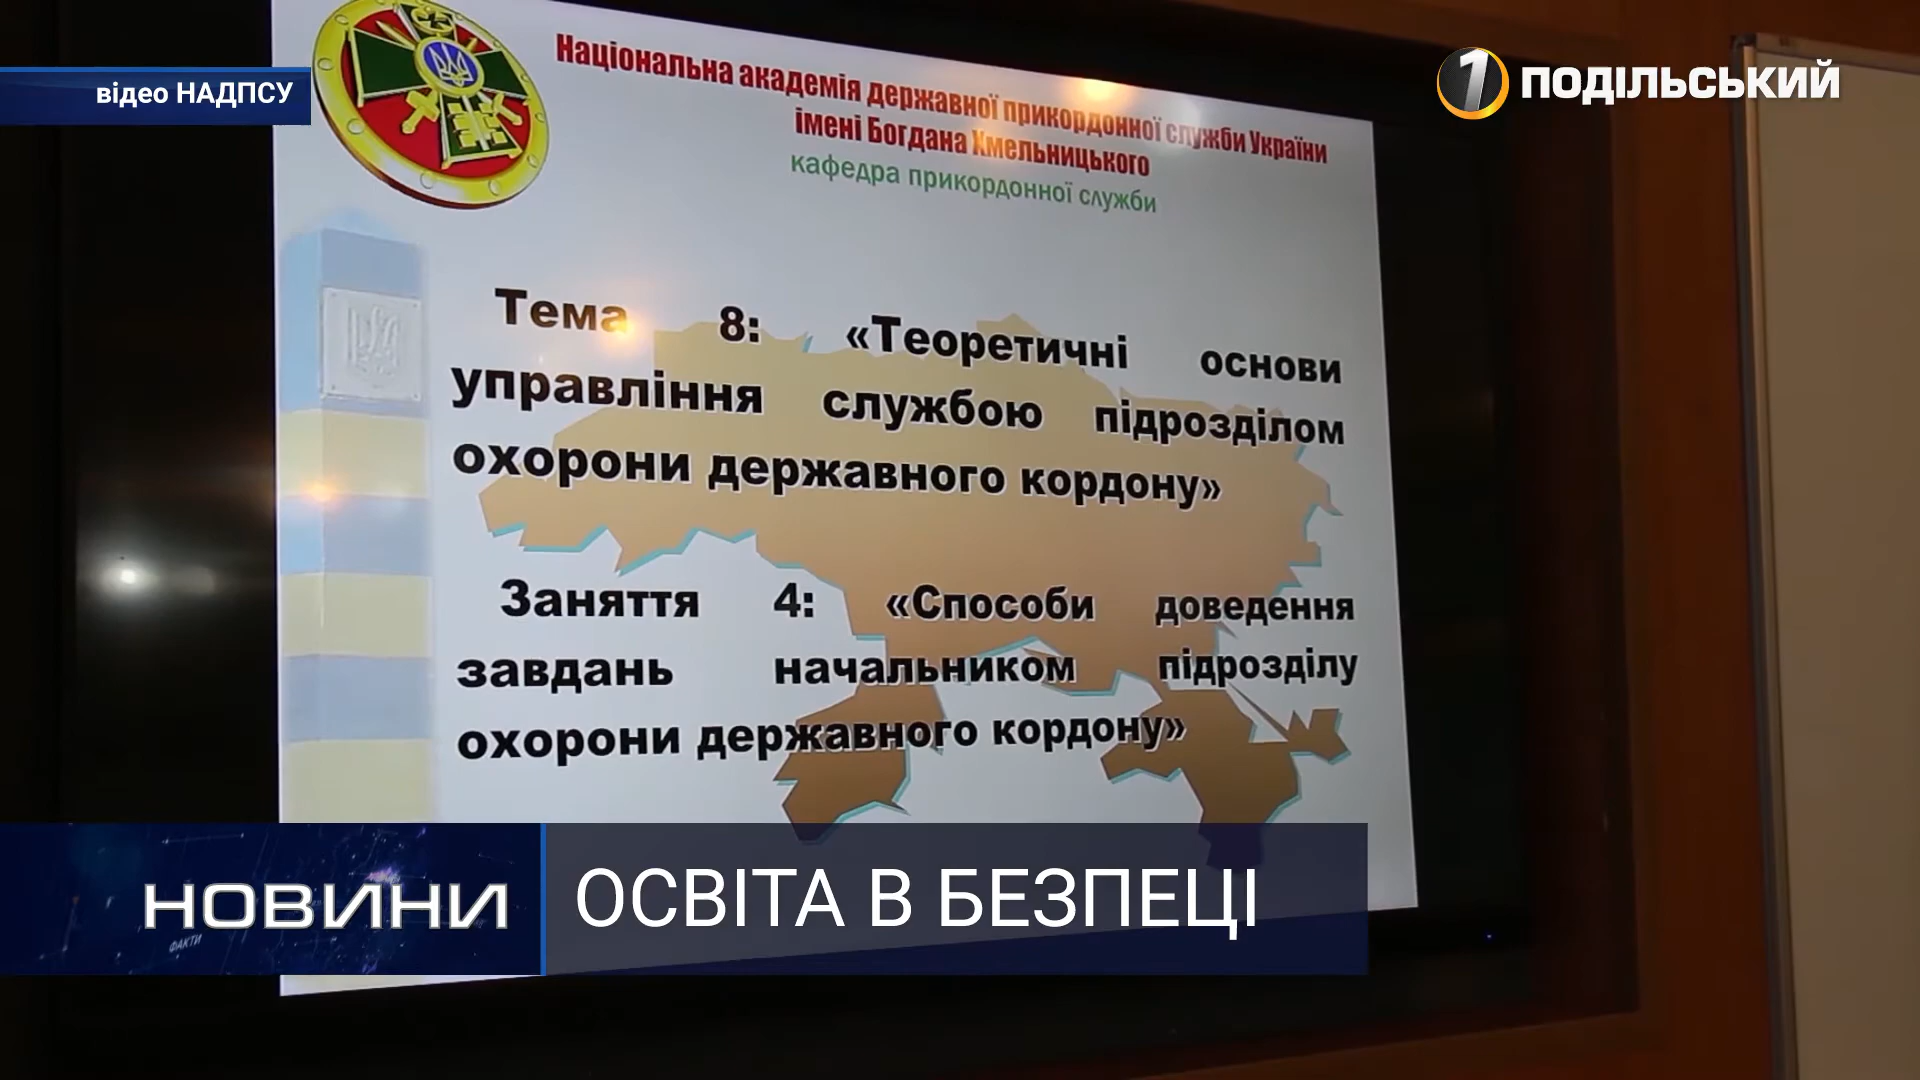 відео НАДПСУ
1 ПОДІЛЬСЬКИЙ
Національна академія державної прикордонної служби України
імені Богдана Хмельницького
кафедра прикордонної служби
Тема 8: «Теоретичні основи
управління службою підрозділом
охорони державного кордону»
Заняття 4: «Способи доведення
завдань начальником підрозділу
охорони державного кордону»
НОВИНИ
ФАКТИ
ОСВІТА В БЕЗПЕЦІ